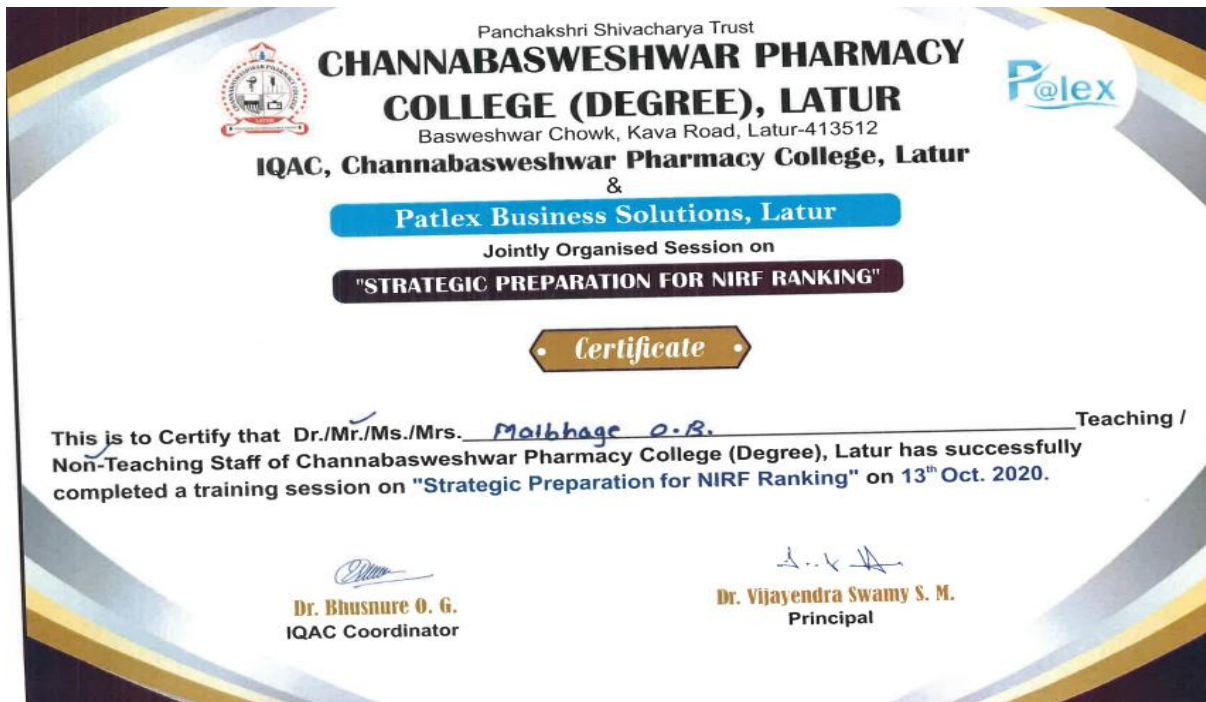 Panchakshri Shivacharya Trust
CHANNABASWESHWAR PHARMACY
COLLEGE (DEGREE), LATUR
Basweshwar Chowk, Kava Road, Latur-413512
P@lex
IQAC, Channabasweshwar Pharmacy College, Latur
&
Patlex Business Solutions, Latur
Jointly Organised Session on
"STRATEGIC PREPARATION FOR NIRF RANKING"
Certificate
This is to Certify that Dr./Mr./Ms./Mrs. Malbhage O.B. Teaching /
Non-Teaching Staff of Channabasweshwar Pharmacy College (Degree), Latur has successfully
completed a training session on "Strategic Preparation for NIRF Ranking" on 13th Oct. 2020.
Dr. Bhusnure O. G.
IQAC Coordinator
Dr. Vijayendra Swamy S. M.
Principal